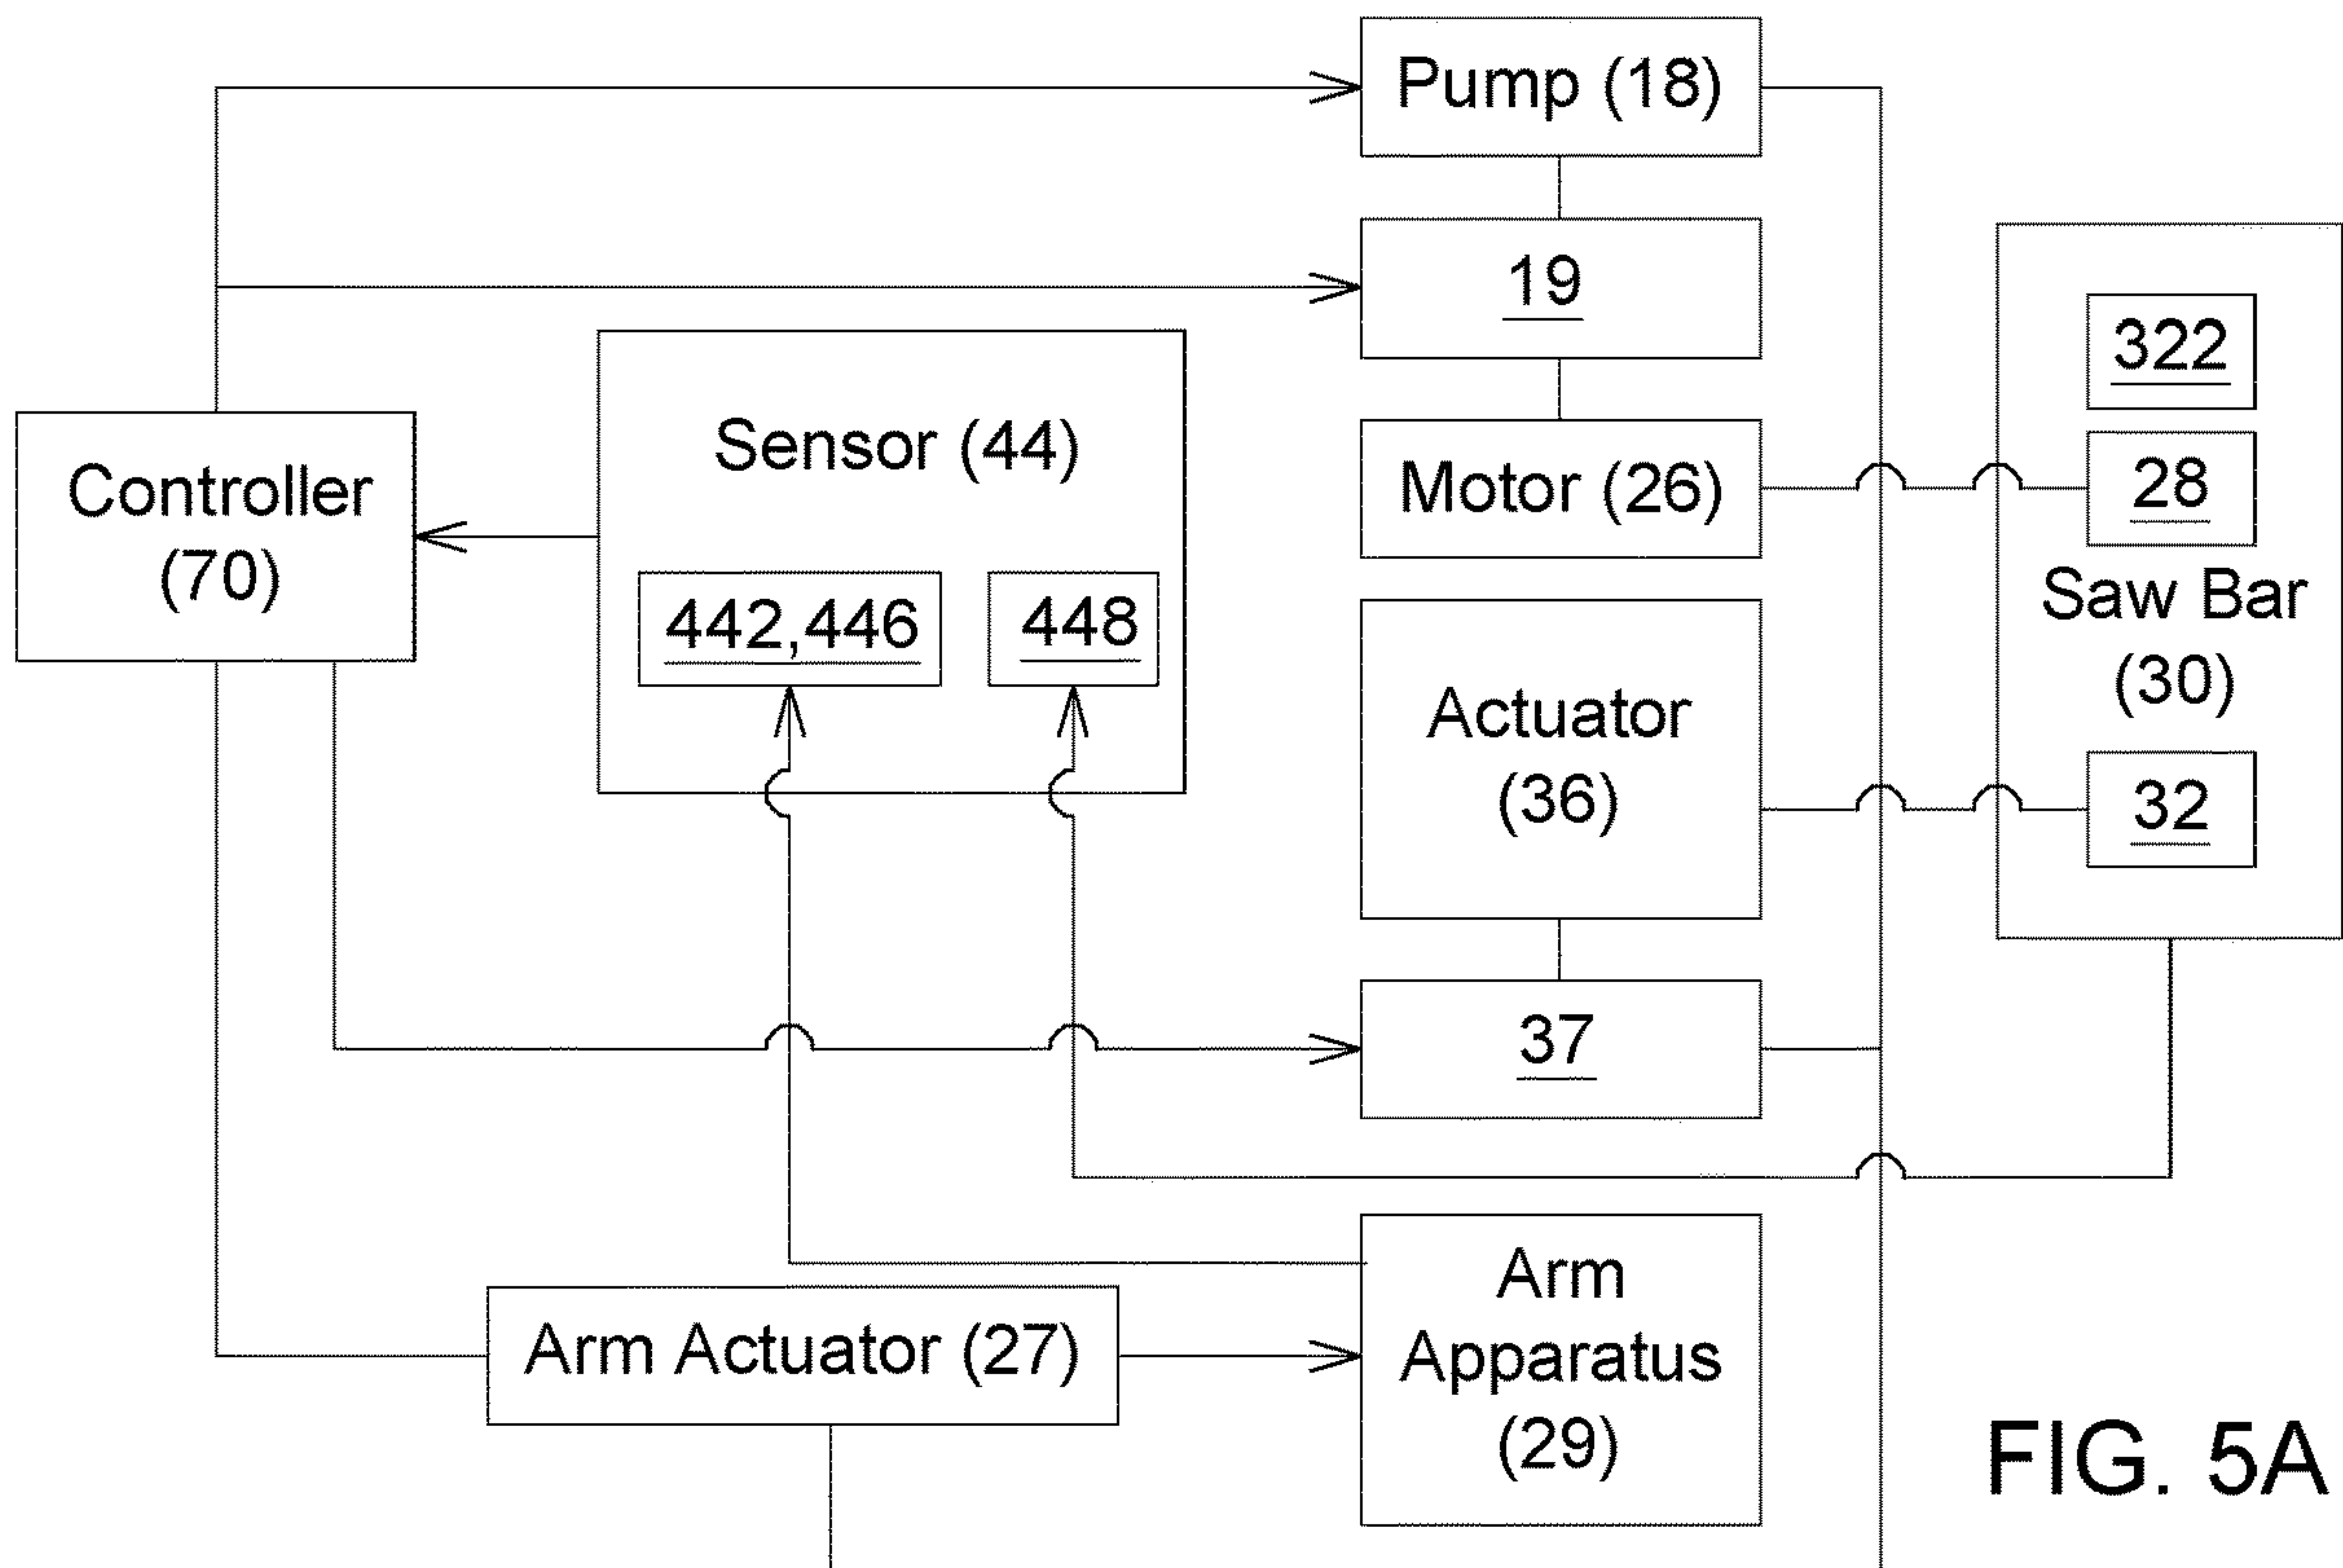 Pump (18)
19
322
Sensor (44)
Controller
(70)
Motor (26)
28
442,446
448
Saw Bar
(30)
Actuator
(36)
32
37
Arm
Apparatus
(29)
Arm Actuator (27)
FIG. 5A